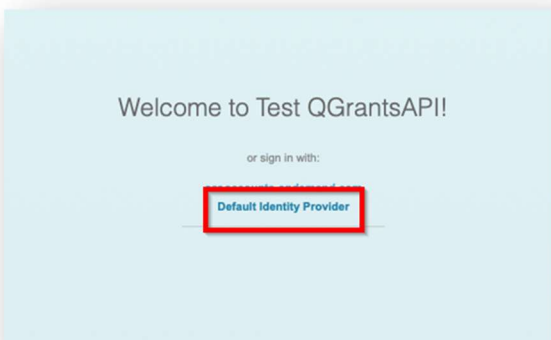 Welcome to Test QGrantsAPI!
or sign in with:
Default Identity Provider